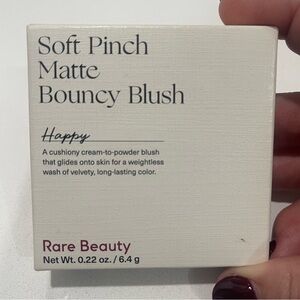 Soft Pinch
Matte
Bouncy Blush
Happy
A cushiony cream-to-powder blush
that glides onto skin for a weightless
wash of velvety, long-lasting color.
Rare Beauty
Net Wt. 0.22 oz. / 6.4 g